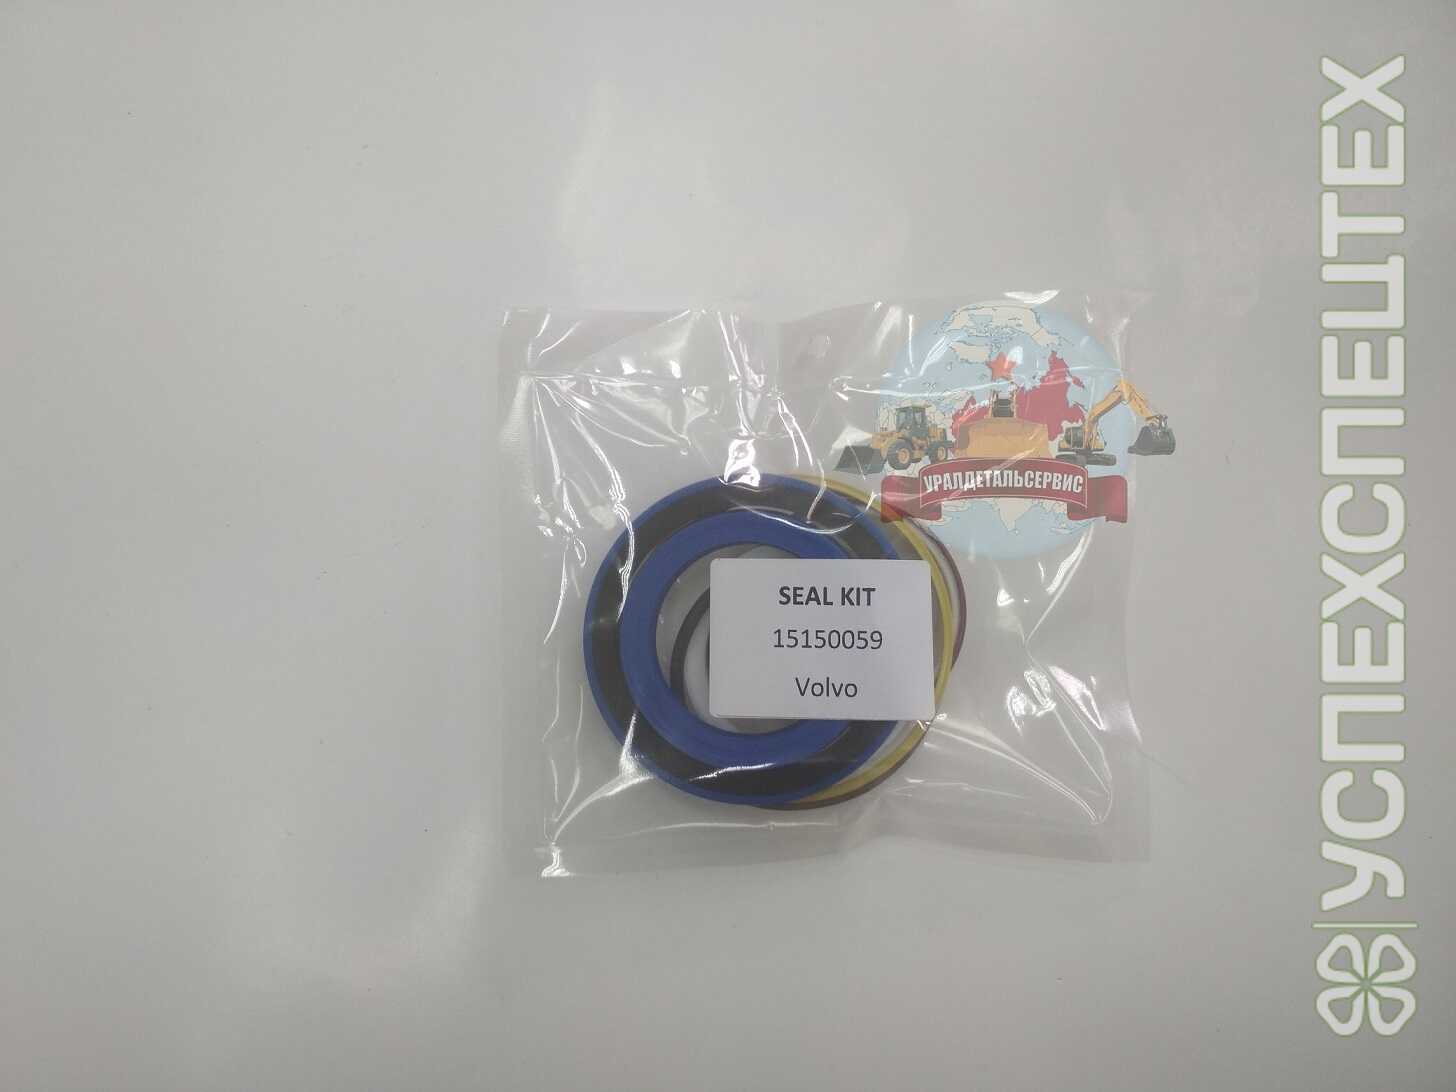 УРАЛДЕТАЛЬСЕРВИС
SEAL KIT
15150059
Volvo
УСПЕХСПЕЦТЕХ